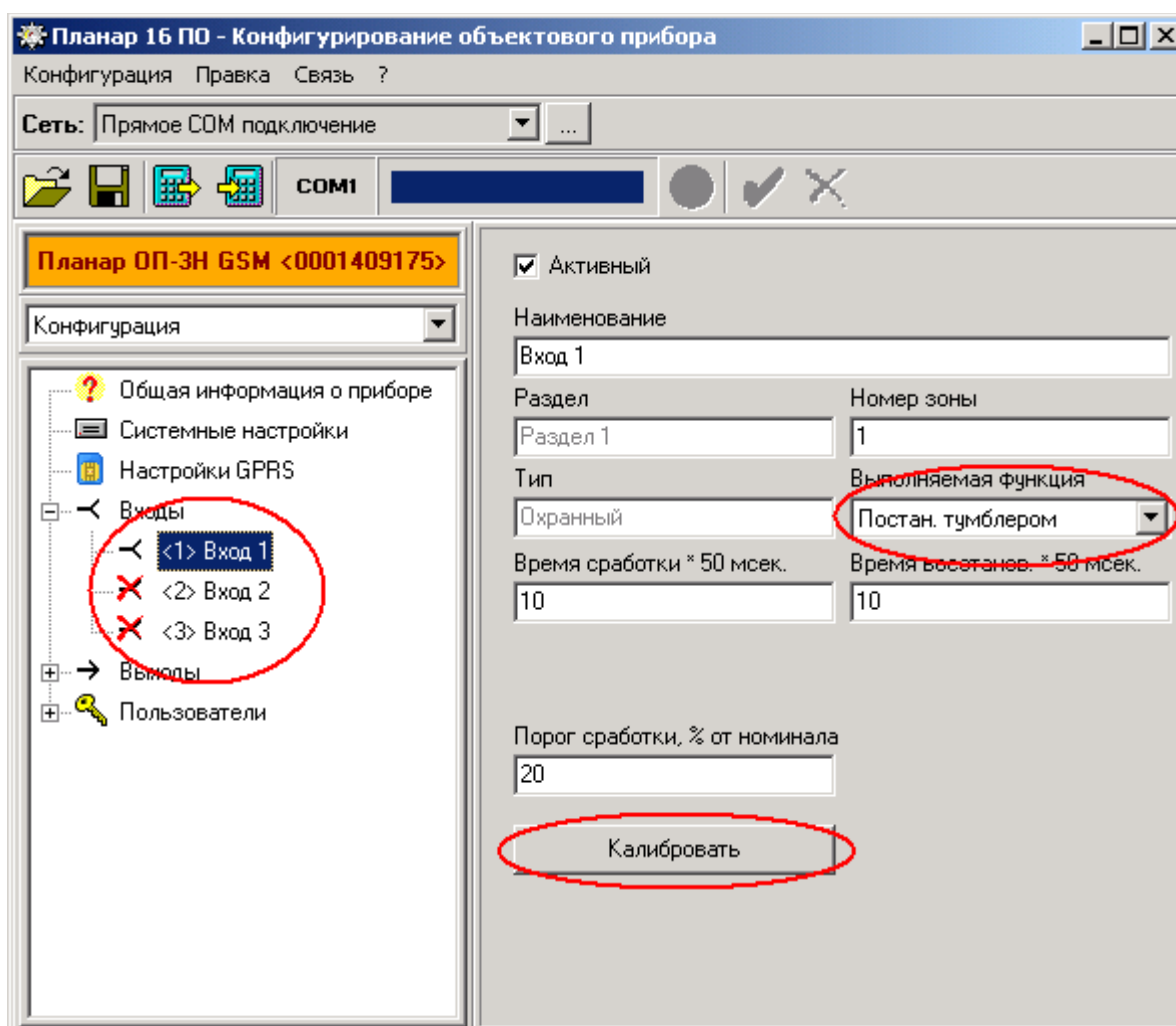 Планар 16 ПО - Конфигурирование объектового прибора
Конфигурация Правка Связь ?
Сеть: Прямое COM подключение ...
COM1
Планар ОП-3Н GSM <0001409175>
Конфигурация
Общая информация о приборе
Системные настройки
Настройки GPRS
Входы
<1> Вход 1
<2> Вход 2
<3> Вход 3
Выходы
Пользователи
Активный
Наименование
Вход 1
Раздел Номер зоны
Раздел 1 1
Тип Выполняемая функция
Охранный Постан. тумблером
Время сработки * 50 мсек. Время восстанов. * 50 мсек.
10 10
Порог сработки, % от номинала
20
Калибровать